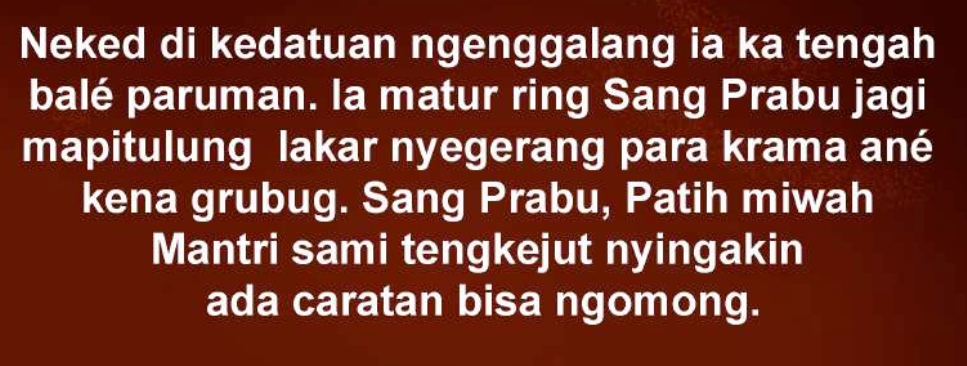 Neked di kedatuan ngenggalang ia ka tengah
balé paruman. Ia matur ring Sang Prabu jagi
mapitulung lakar nyegerang para krama ané
kena grubug. Sang Prabu, Patih miwah
Mantri sami tengkejut nyingakin
ada caratan bisa ngomong.